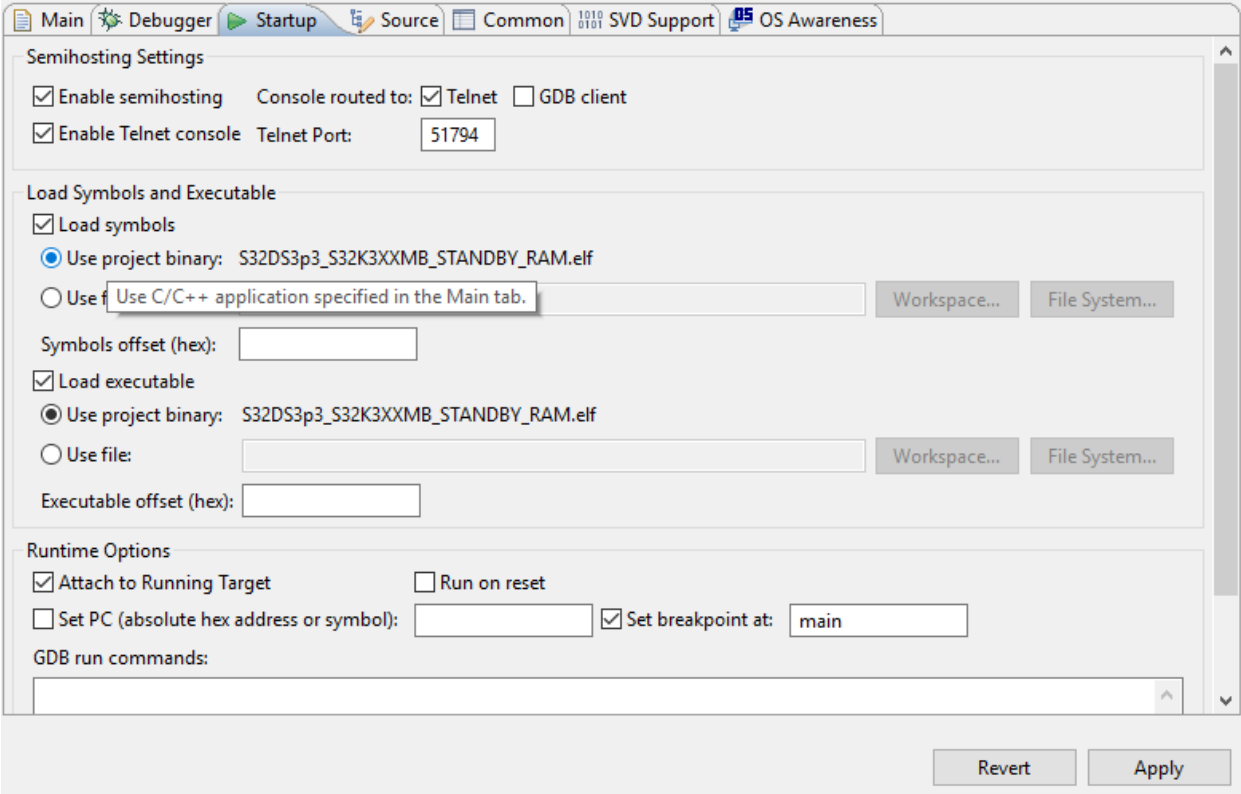 Main Debugger Startup Source Common SVD Support OS Awareness
Semihosting Settings
Enable semihosting Console routed to: Telnet GDB client
Enable Telnet console Telnet Port: 51794
Load Symbols and Executable
Load symbols
Use project binary: S32DS3p3_S32K3XXMB_STANDBY_RAM.elf
Use f Workspace... File System...
Use C/C++ application specified in the Main tab.
Symbols offset (hex):
Load executable
Use project binary: S32DS3p3_S32K3XXMB_STANDBY_RAM.elf
Use file: Workspace... File System...
Executable offset (hex):
Runtime Options
Attach to Running Target Run on reset
Set PC (absolute hex address or symbol): Set breakpoint at: main
GDB run commands:
Revert Apply